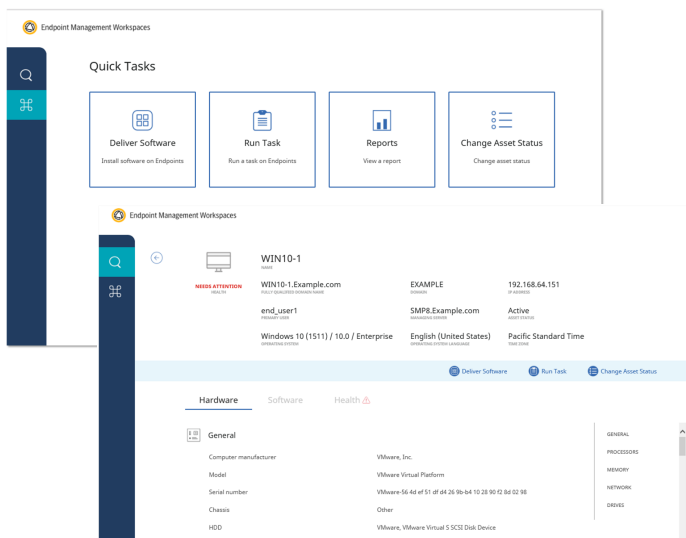 Endpoint Management Workspaces
Quick Tasks
Deliver Software
Install software on Endpoints
Run Task
Run a task on Endpoints
Reports
View a report
Change Asset Status
Change asset status
Endpoint Management Workspaces
WIN10-1
NAME
NEEDS ATTENTION
HEALTH
WIN10-1.Example.com
FULLY QUALIFIED DOMAIN NAME
EXAMPLE
DOMAIN
192.168.64.151
IP ADDRESS
end_user1
PRIMARY USER
SMP8.Example.com
MANAGING SERVER
Active
ASSET STATUS
Windows 10 (1511) / 10.0 / Enterprise
OPERATING SYSTEM
English (United States)
OPERATING SYSTEM LANGUAGE
Pacific Standard Time
TIME ZONE
Deliver Software
Run Task
Change Asset Status
Hardware
Software
Health
General
Computer manufacturer
VMware, Inc.
Model
VMware Virtual Platform
Serial number
VMware-56 4d ef 51 df d4 26 9b-b4 10 28 90 f2 8d 02 98
Chassis
Other
HDD
VMware, VMware Virtual S SCSI Disk Device
GENERAL
PROCESSORS
MEMORY
NETWORK
DRIVES